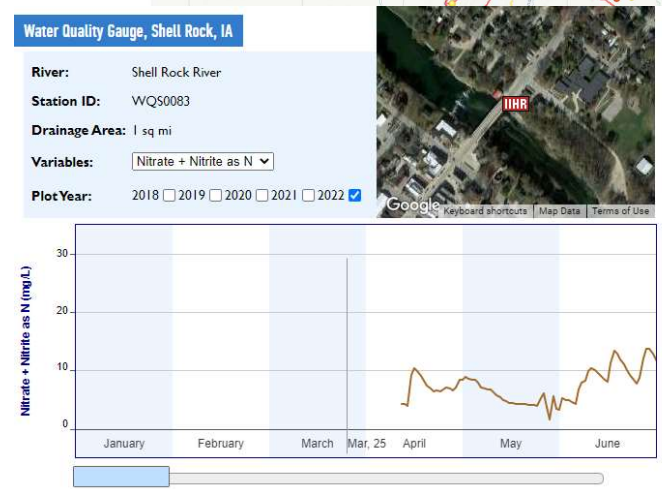 Water Quality Gauge, Shell Rock, IA
River: Shell Rock River
Station ID: WQS0083
Drainage Area: 1 sq mi
Variables: Nitrate + Nitrite as N
Plot Year: 2018 2019 2020 2021 2022
IIHR
Google
Keyboard shortcuts Map Data Terms of Use
Nitrate + Nitrite as N (mg/L)
30
20
10
0
January February March Mar, 25 April May June